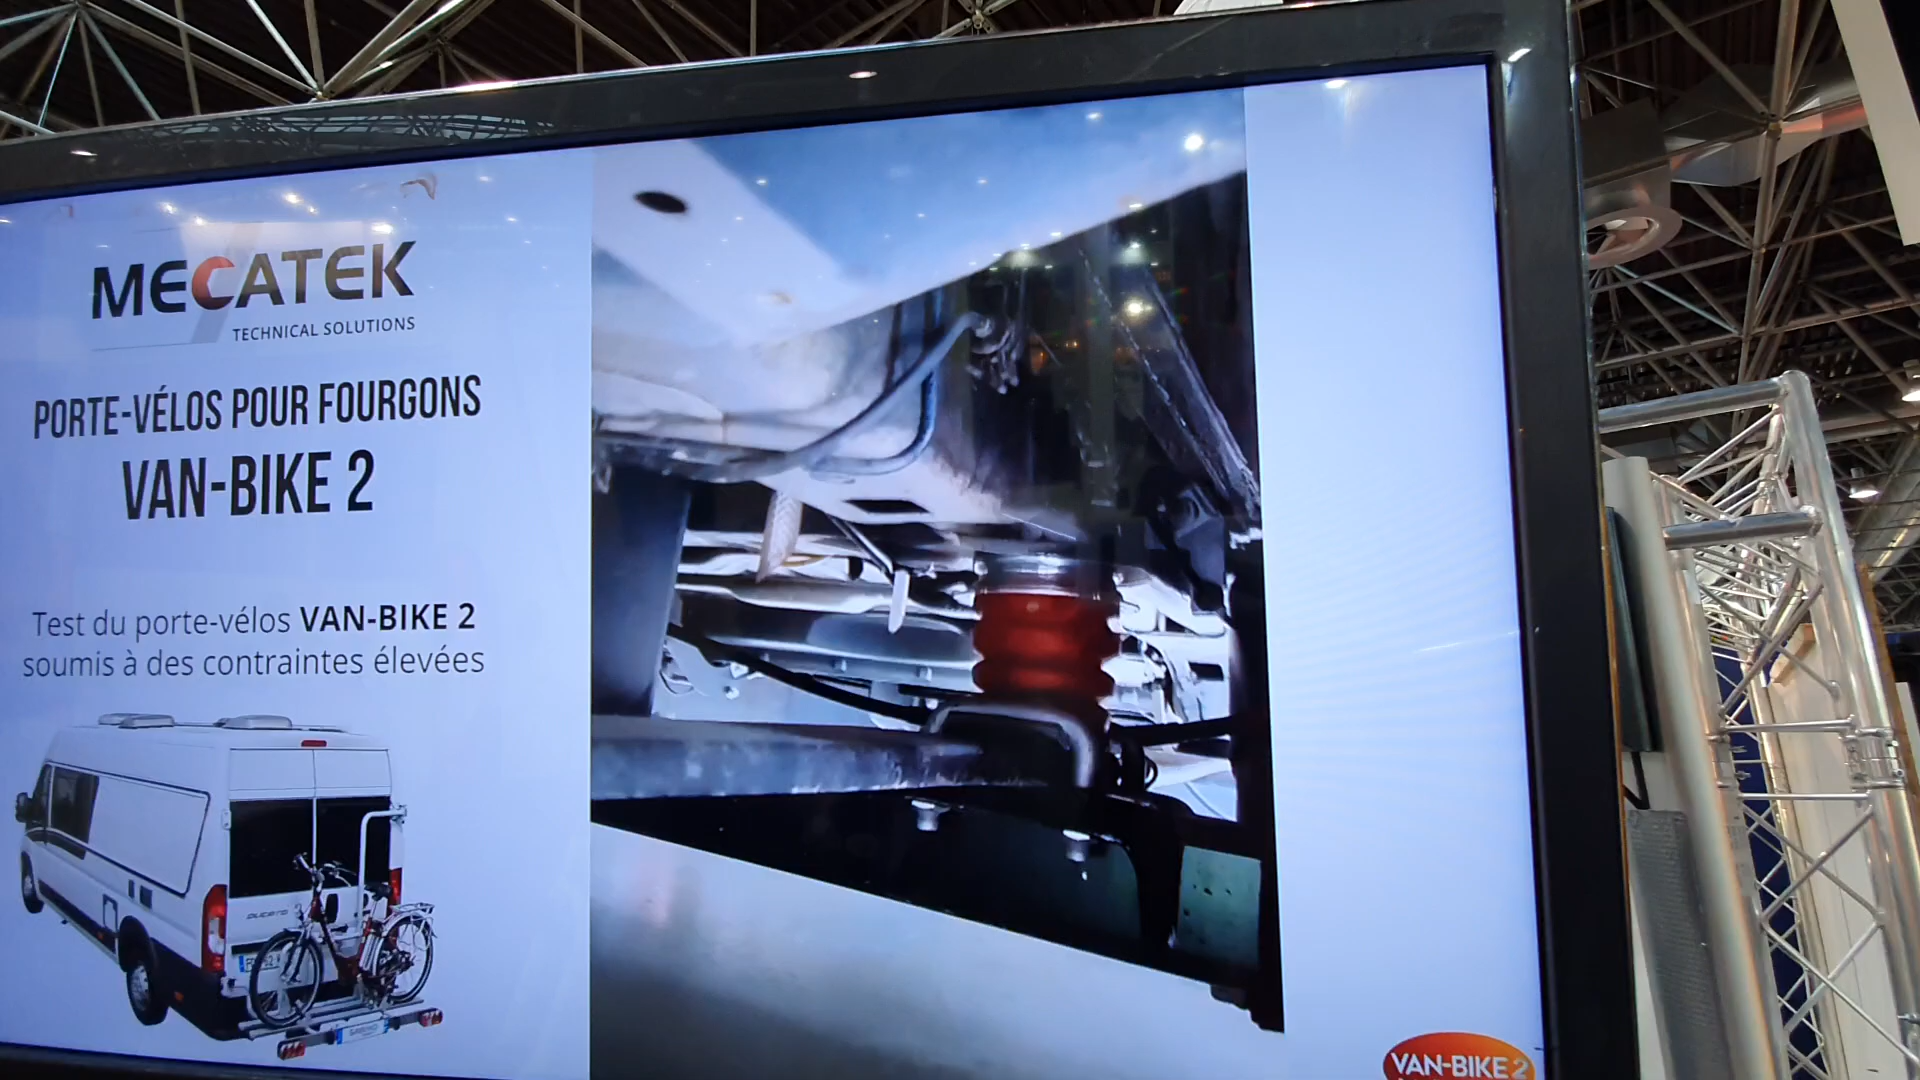 MECATEK
TECHNICAL SOLUTIONS
PORTE-VÉLOS POUR FOURGONS
VAN-BIKE 2
Test du porte-vélos VAN-BIKE 2
soumis à des contraintes élevées
DUCATO
VAN-BIKE 2